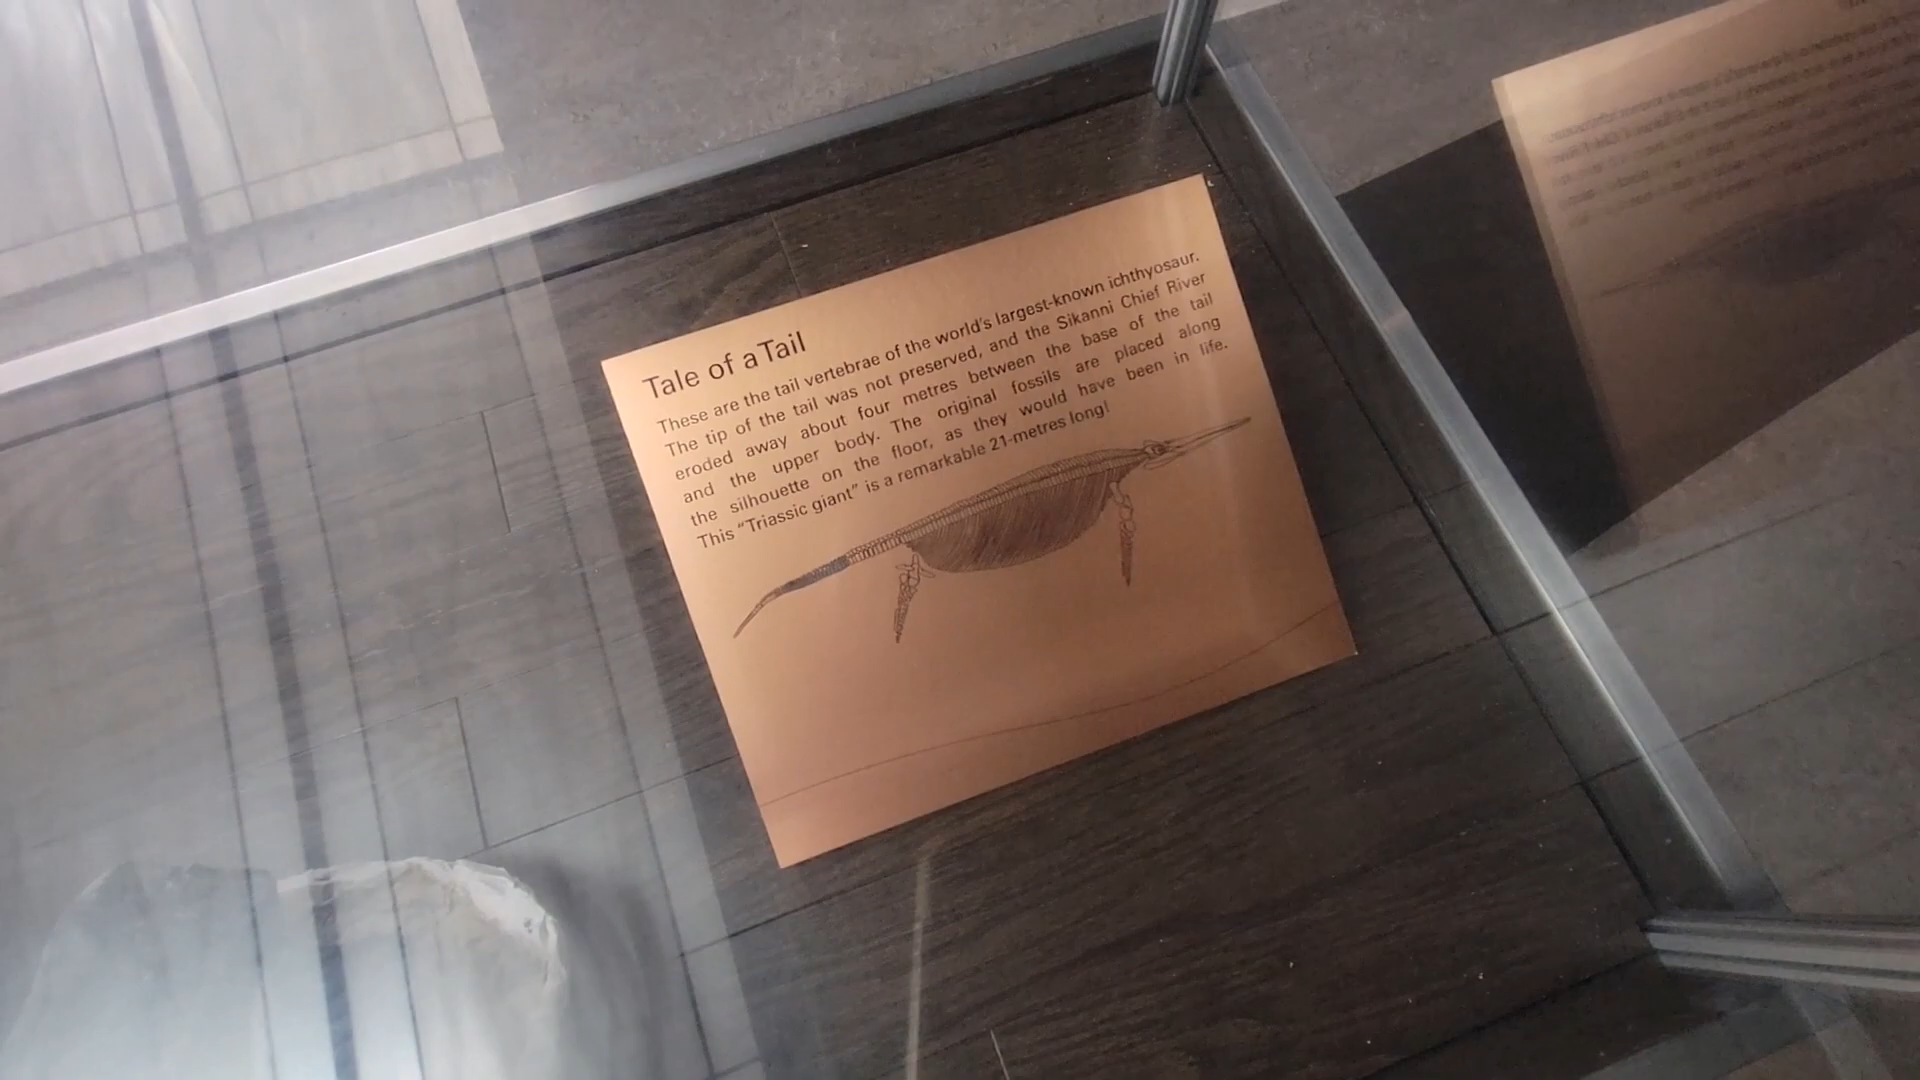 Tale of a Tail
These are the tail vertebrae of the world's largest-known ichthyosaur.
The tip of the tail was not preserved, and the Sikanni Chief River
eroded away about four metres between the base of the tail
and the upper body. The original fossils are placed along
the silhouette on the floor, as they would have been in life.
This "Triassic giant" is a remarkable 21-metres long!